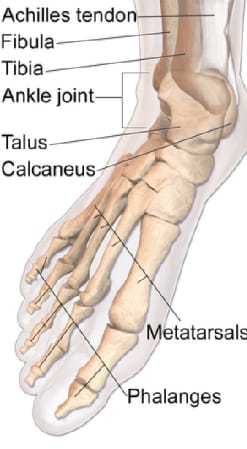 Achilles tendon
Fibula
Tibia
Ankle joint
Talus
Calcaneus
Metatarsals
Phalanges